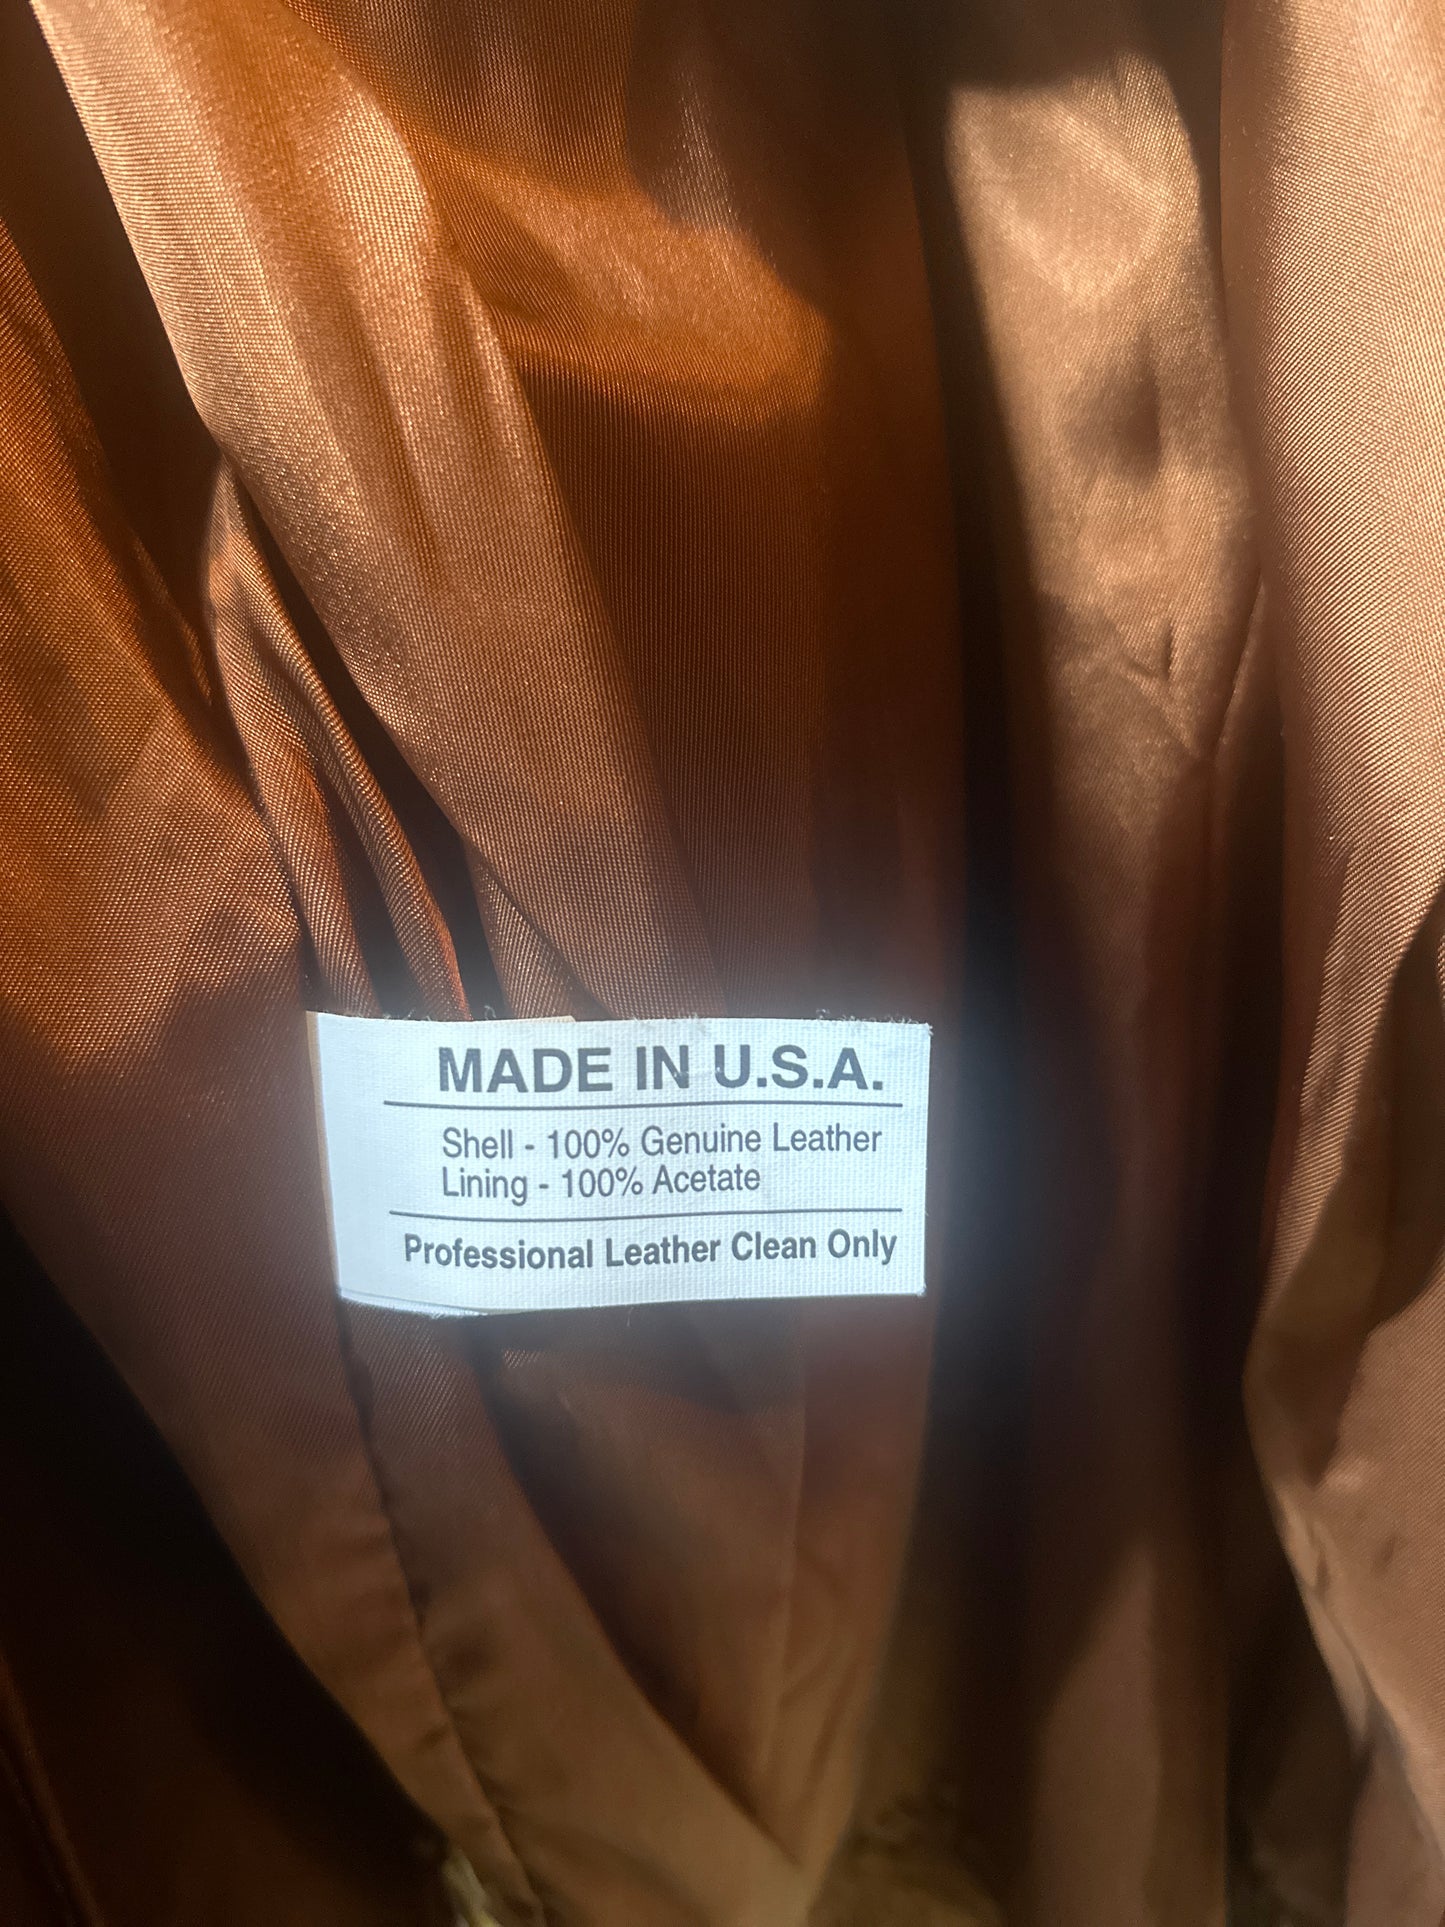 MADE IN U.S.A.
Shell - 100% Genuine Leather
Lining - 100% Acetate
Professional Leather Clean Only